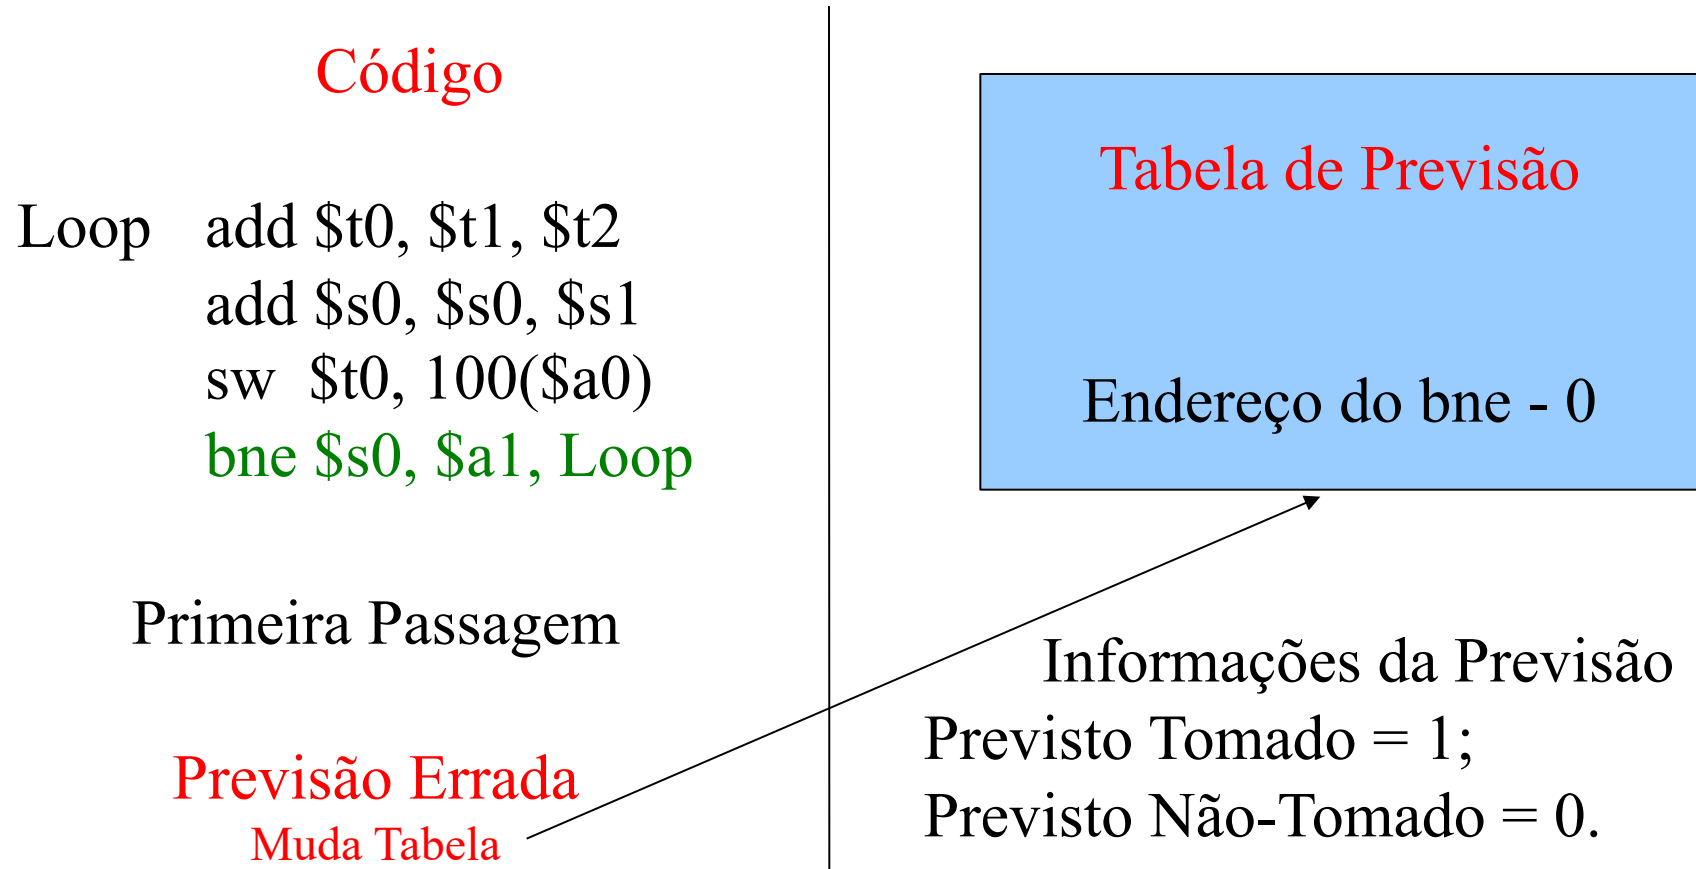 Código
Loop add $t0, $t1, $t2
add $s0, $s0, $s1
sw $t0, 100($a0)
bne $s0, $a1, Loop
Primeira Passagem
Previsão Errada
Muda Tabela
Tabela de Previsão
Endereço do bne - 0
Informações da Previsão
Previsto Tomado = 1;
Previsto Não-Tomado = 0.